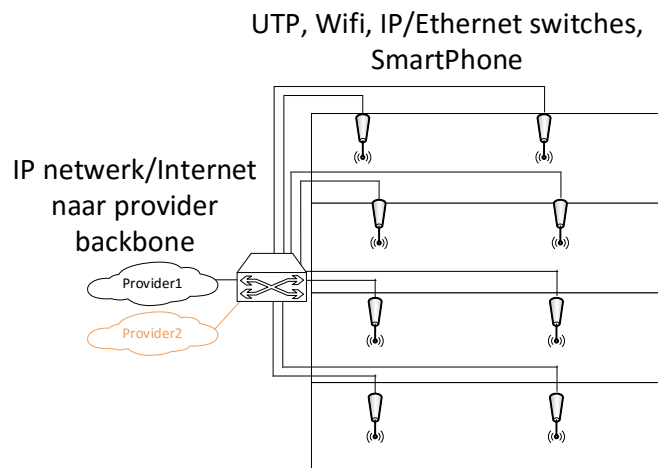 UTP, Wifi, IP/Ethernet switches,
SmartPhone
IP netwerk/Internet
naar provider
backbone
Provider1
Provider2